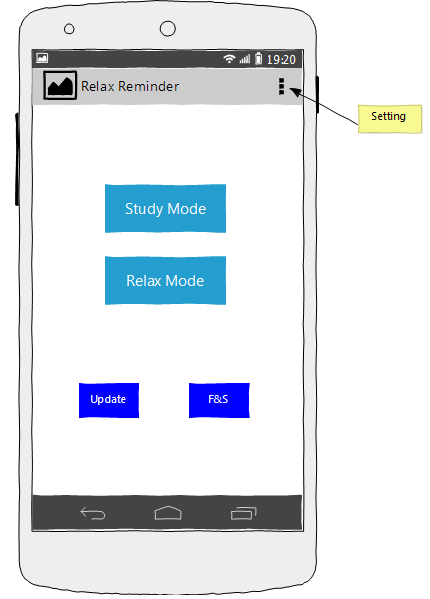 19:20
Relax Reminder
Setting
Study Mode
Relax Mode
Update
F&S